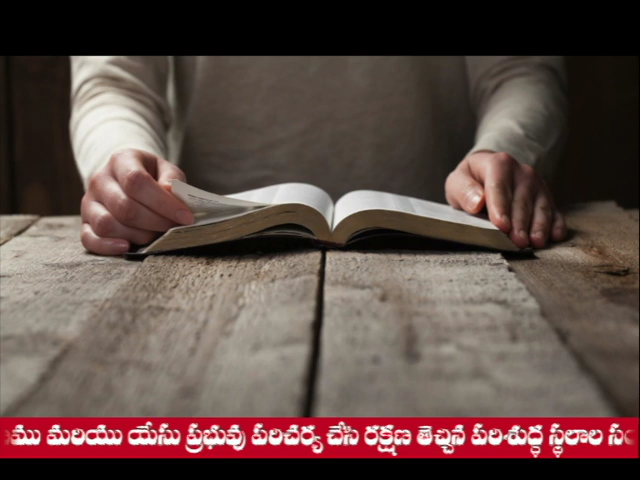 ము మరియు యేసు ప్రభువు పరిచర్య చేసి రక్షణ తెచ్చిన పరిశుద్ధ స్థలాల